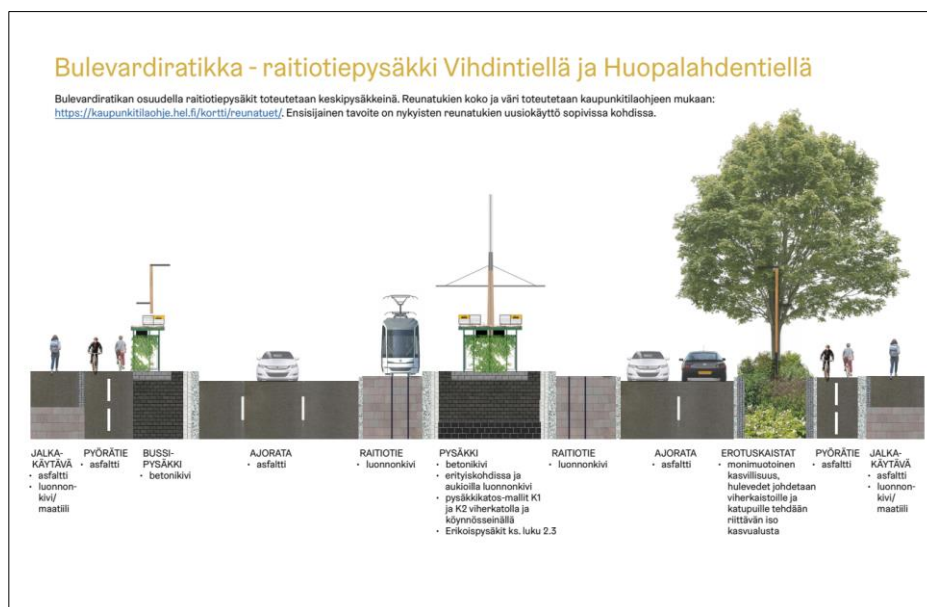 Bulevardiratikka - raitiotiepysäkki Vihdintiellä ja Huopalahdentiellä
Bulevardiratikan osuudella raitiotiepysäkit toteutetaan keskipysäkkeinä. Reunatukien koko ja väri toteutetaan kaupunkitilaohjeen mukaan:
https://kaupunkitilaohje.hel.fi/kortti/reunatuet/. Ensisijainen tavoite on nykyisten reunatukien uusiokäyttö sopivissa kohdissa.
JALKA-
KÄYTÄVÄ
• asfaltti
• luonnon-
kivi/
maatiili
PYÖRÄTIE
• asfaltti
BUSSI-
PYSÄKKI
• betonikivi
AJORATA
• asfaltti
RAITIOTIE
• luonnonkivi
PYSÄKKI
• betonikivi
• erityiskohdissa ja
aukioilla luonnonkivi
• pysäkkikatos-mallit K1
ja K2 viherkatolla ja
köynnösseinällä
• Erikoispysäkit ks. luku 2.3
RAITIOTIE
• luonnonkivi
AJORATA
• asfaltti
EROTUSKAISTAT
• monimuotoinen
kasvillisuus,
hulevedet johdetaan
viherkaistoille ja
katupuille tehdään
riittävän iso
kasvualusta
PYÖRÄTIE
• asfaltti
JALKA-
KÄYTÄVÄ
• asfaltti
• luonnon-
kivi/
maatiili